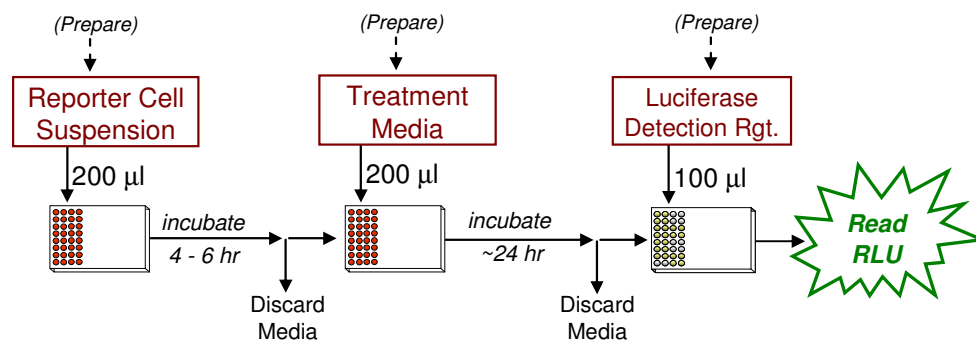 (Prepare)
(Prepare)
(Prepare)
Reporter Cell
Suspension
Treatment
Media
Luciferase
Detection Rgt.
200 µl
200 µl
100 µl
incubate
4 - 6 hr
incubate
~24 hr
Read
RLU
Discard
Media
Discard
Media